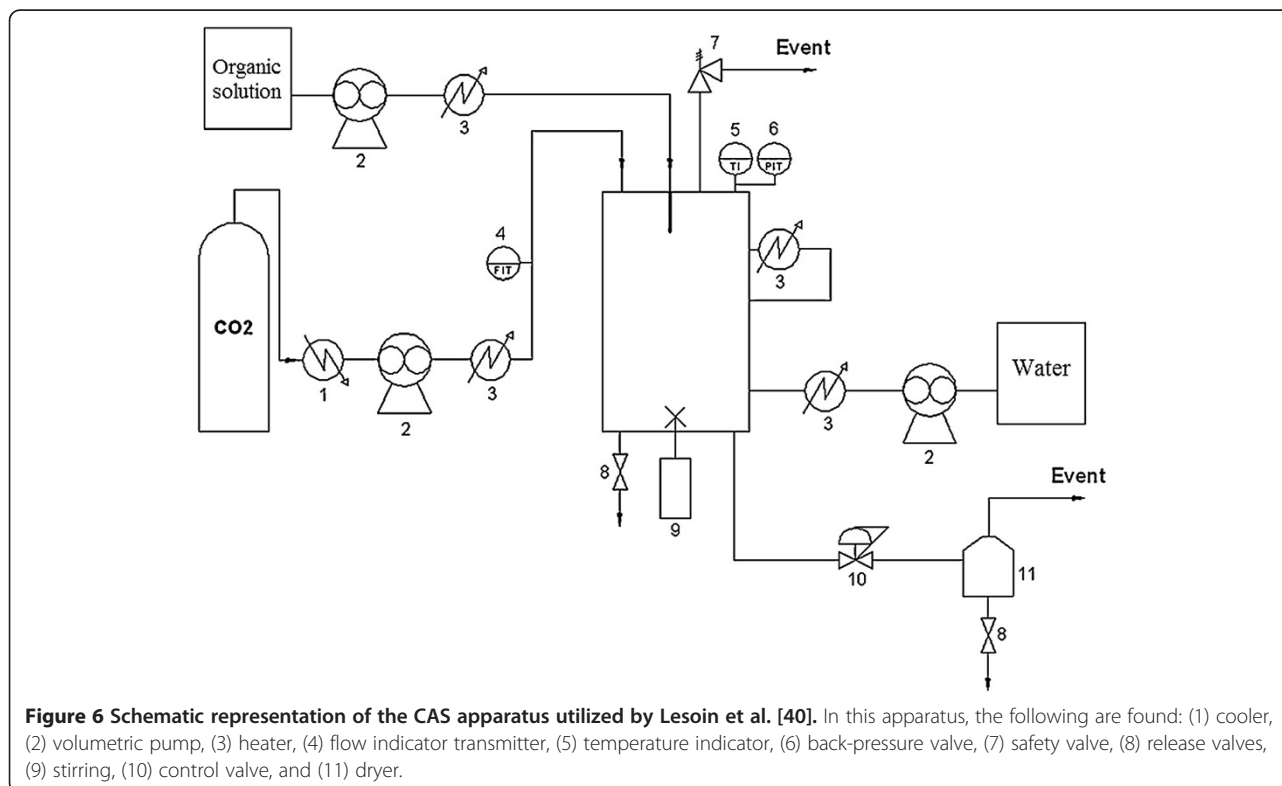 Organic
solution
2
3
7
Event
5
6
TI
PIT
4
FIT
3
CO2
1
2
3
3
2
Water
8
9
Event
10
11
8
Figure 6 Schematic representation of the CAS apparatus utilized by Lesoin et al. [40]. In this apparatus, the following are found: (1) cooler,
(2) volumetric pump, (3) heater, (4) flow indicator transmitter, (5) temperature indicator, (6) back-pressure valve, (7) safety valve, (8) release valves,
(9) stirring, (10) control valve, and (11) dryer.